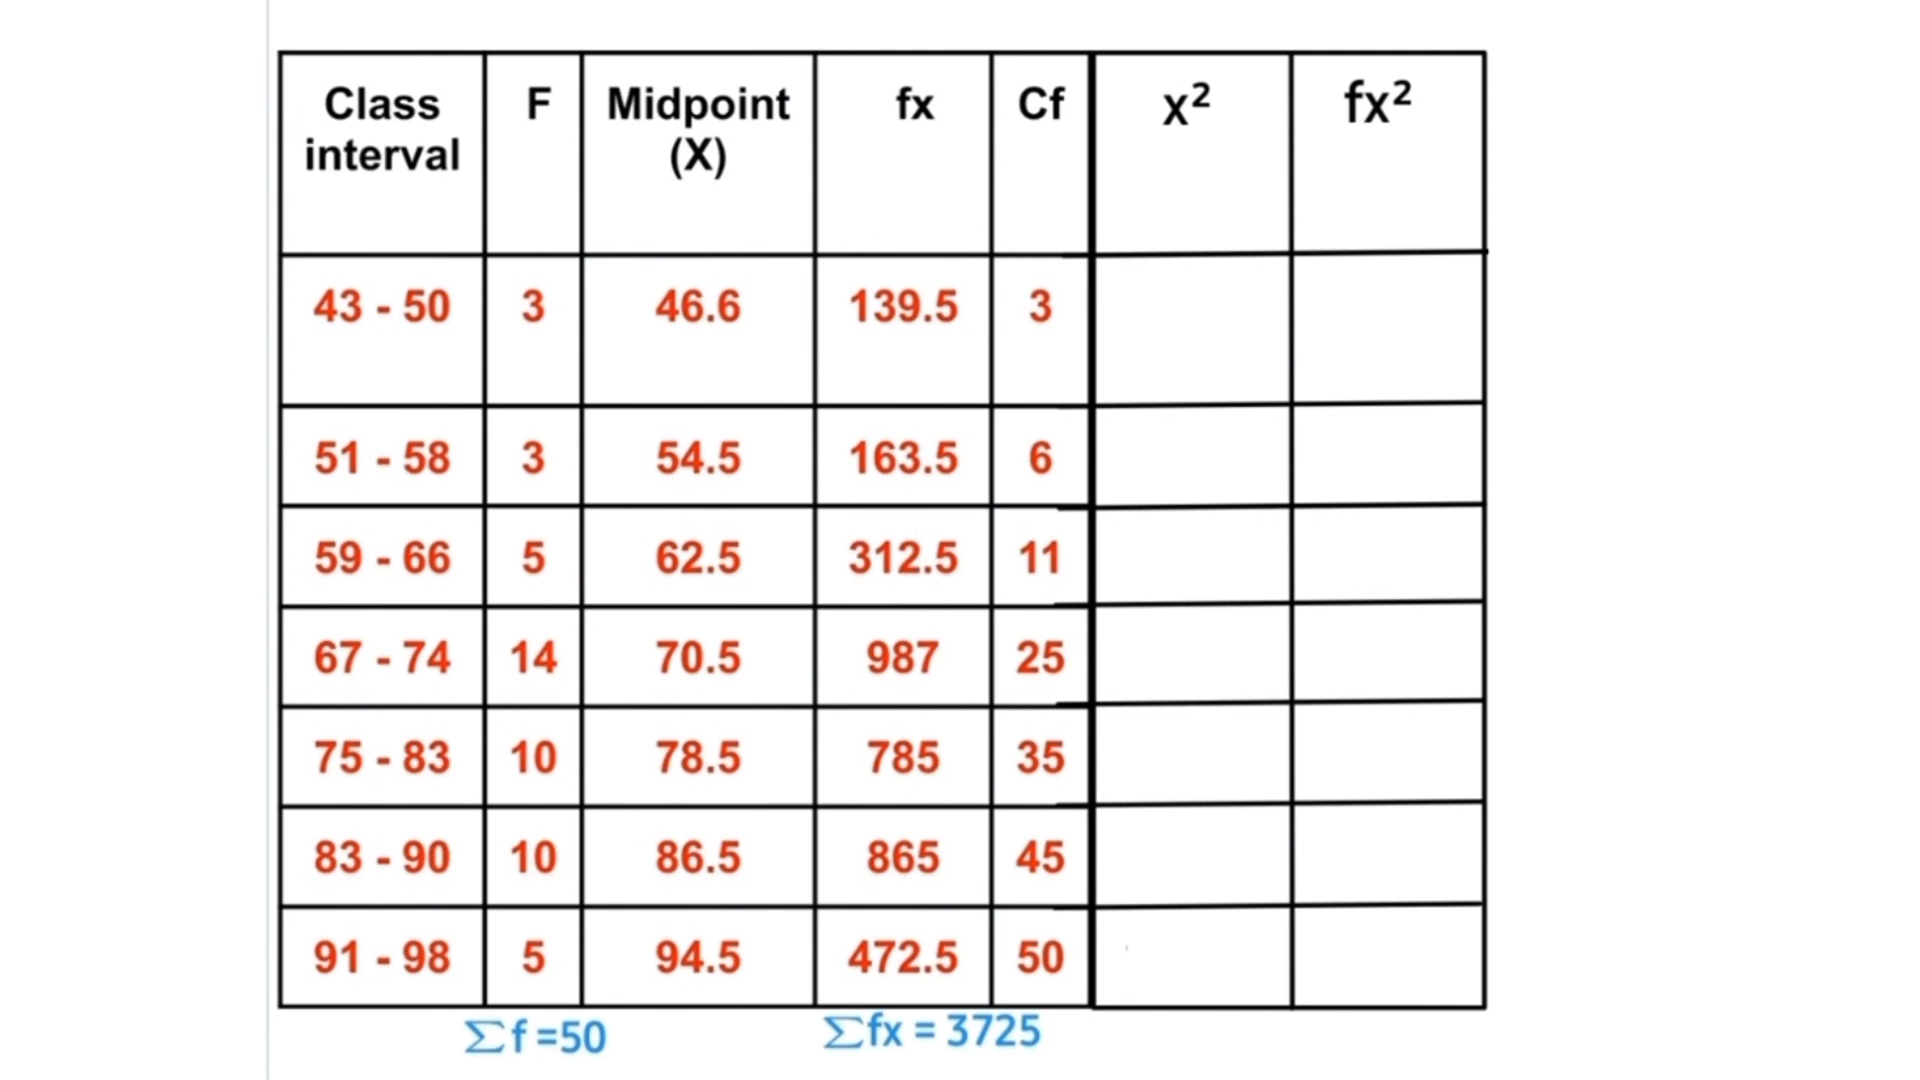 Class interval F Midpoint (X) fx Cf x² fx²
43 - 50 3 46.6 139.5 3
51 - 58 3 54.5 163.5 6
59 - 66 5 62.5 312.5 11
67 - 74 14 70.5 987 25
75 - 83 10 78.5 785 35
83 - 90 10 86.5 865 45
91 - 98 5 94.5 472.5 50
∑f =50 ∑fx = 3725